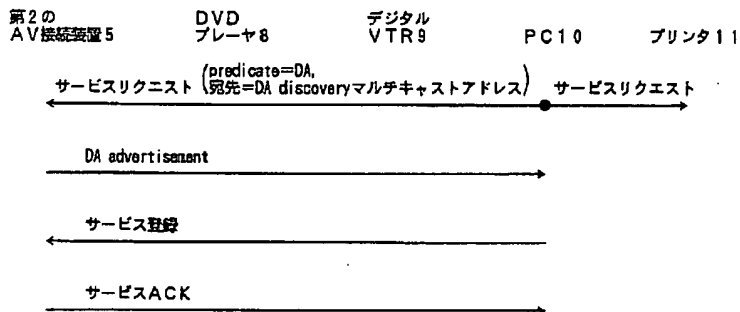 第2の
AV接続装置5
DVD
プレーヤ8
デジタル
VTR9
PC10
プリンタ11
サービスリクエスト
(predicate=DA,
宛先=DA discoveryマルチキャストアドレス)
サービスリクエスト
DA advertisement
サービス登録
サービスACK